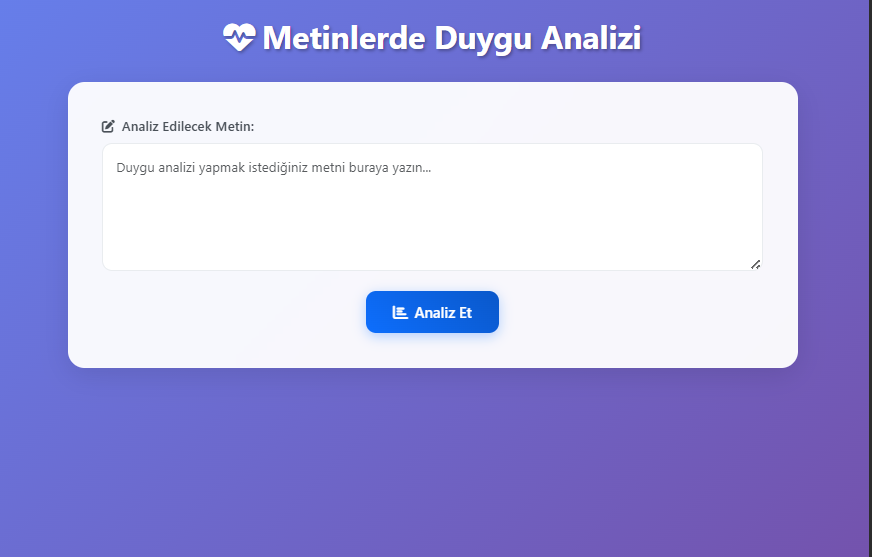 Metinlerde Duygu Analizi
Analiz Edilecek Metin:
Duygu analizi yapmak istediğiniz metni buraya yazın...
Analiz Et